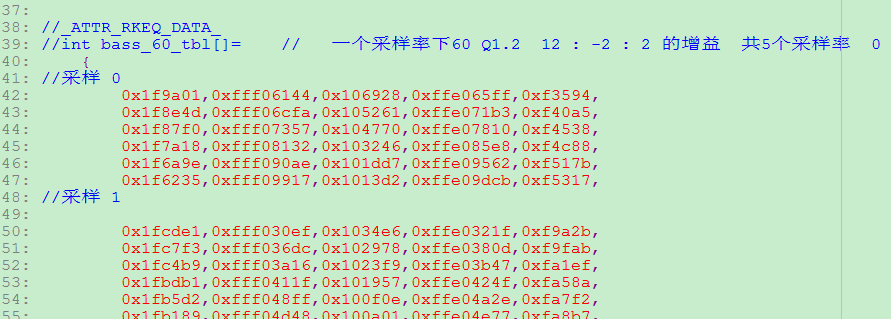 37:
38: //_ATTR_RKEQ_DATA_
39: //int bass_60_tbl[]=    //   一个采样率下60 Q1.2  12 : -2 : 2 的增益  共5个采样率  0
40:     {
41: //采样 0
42:         0x1f9a01,0xfff06144,0x106928,0xffe065ff,0xf3594,
43:         0x1f8e4d,0xfff06cfa,0x105261,0xffe071b3,0xf40a5,
44:         0x1f87f0,0xfff07357,0x104770,0xffe07810,0xf4538,
45:         0x1f7a18,0xfff08132,0x103246,0xffe085e8,0xf4c88,
46:         0x1f6a9e,0xfff090ae,0x101dd7,0xffe09562,0xf517b,
47:         0x1f6235,0xfff09917,0x1013d2,0xffe09dcb,0xf5317,
48: //采样 1
49:
50:         0x1fcde1,0xfff030ef,0x1034e6,0xffe0321f,0xf9a2b,
51:         0x1fc7f3,0xfff036dc,0x102978,0xffe0380d,0xf9fab,
52:         0x1fc4b9,0xfff03a16,0x1023f9,0xffe03b47,0xfa1ef,
53:         0x1fbdb1,0xfff0411f,0x101957,0xffe0424f,0xfa58a,
54:         0x1fb5d2,0xfff048ff,0x100f0e,0xffe04a2e,0xfa7f2,
55:         0x1fb189,0xfff04d48,0x100a01,0xffe04e77,0xfa8b7,